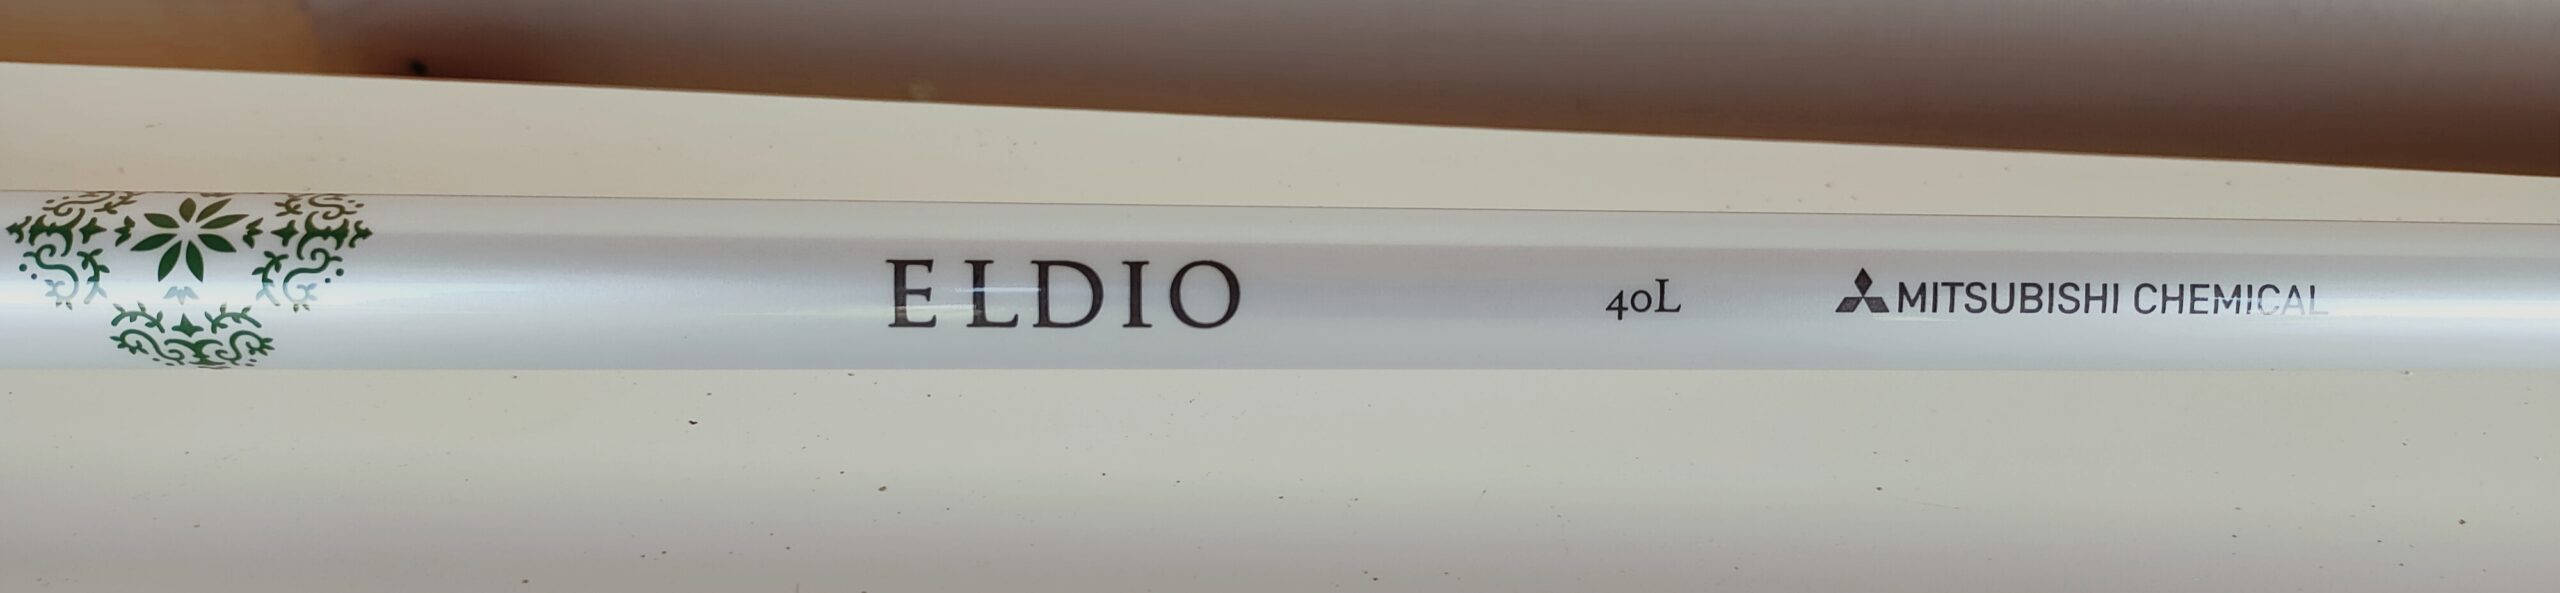 ELDIO 40L MITSUBISHI CHEMICAL